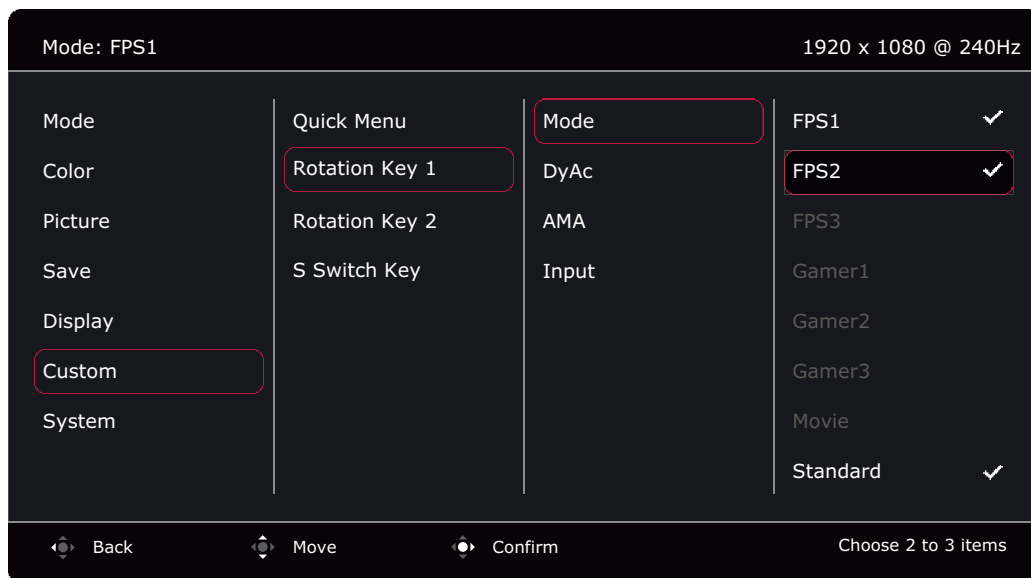 Mode: FPS1
1920 x 1080 @ 240Hz
Mode
Color
Picture
Save
Display
Custom
System
Quick Menu
Rotation Key 1
Rotation Key 2
S Switch Key
Mode
DyAc
AMA
Input
FPS1
FPS2
FPS3
Gamer1
Gamer2
Gamer3
Movie
Standard
Back
Move
Confirm
Choose 2 to 3 items